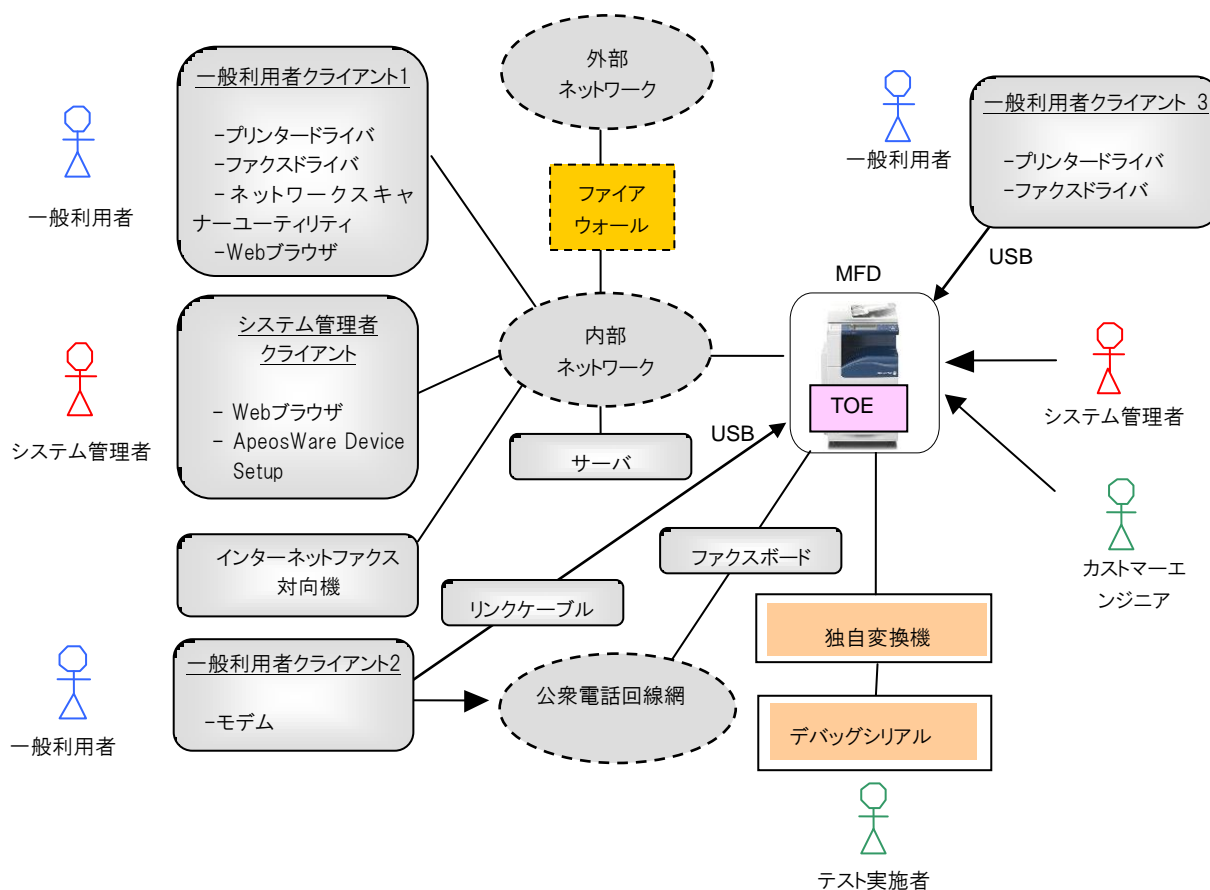 外部
ネットワーク
一般利用者クライアント1
-プリンタードライバ
-ファクスドライバ
-ネットワークスキャ
ナーユーティリティ
-Webブラウザ
一般利用者
ファイア
ウォール
一般利用者
一般利用者クライアント 3
-プリンタードライバ
-ファクスドライバ
USB
MFD
システム管理者
クライアント
- Webブラウザ
- ApeosWare Device
Setup
システム管理者
内部
ネットワーク
TOE
システム管理者
USB
サーバ
インターネットファクス
対向機
リンクケーブル
ファクスボード
カストマーエ
ンジニア
独自変換機
一般利用者クライアント2
-モデム
一般利用者
公衆電話回線網
デバッグシリアル
テスト実施者